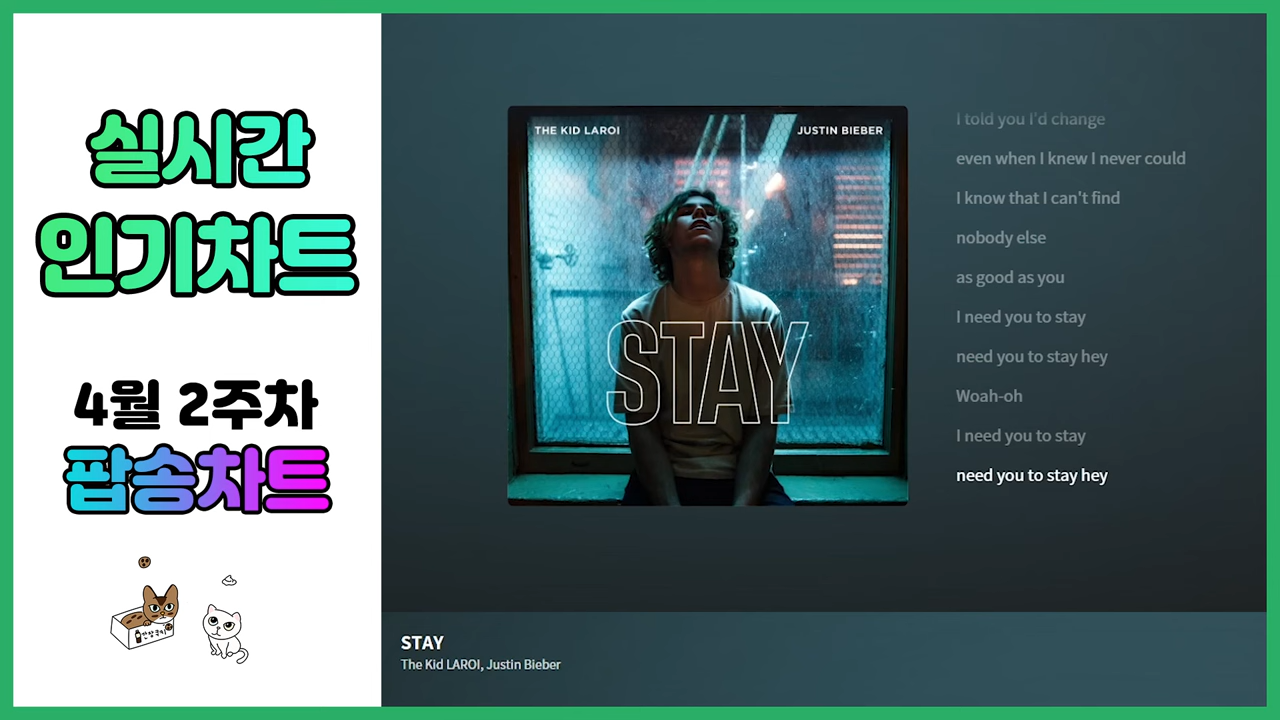 실시간
인기차트
4월 2주차
팝송차트
THE KID LAROI
JUSTIN BIEBER
STAY
I told you I'd change
even when I knew I never could
I know that I can't find
nobody else
as good as you
I need you to stay
need you to stay hey
Woah-oh
I need you to stay
need you to stay hey
STAY
The Kid LAROI, Justin Bieber